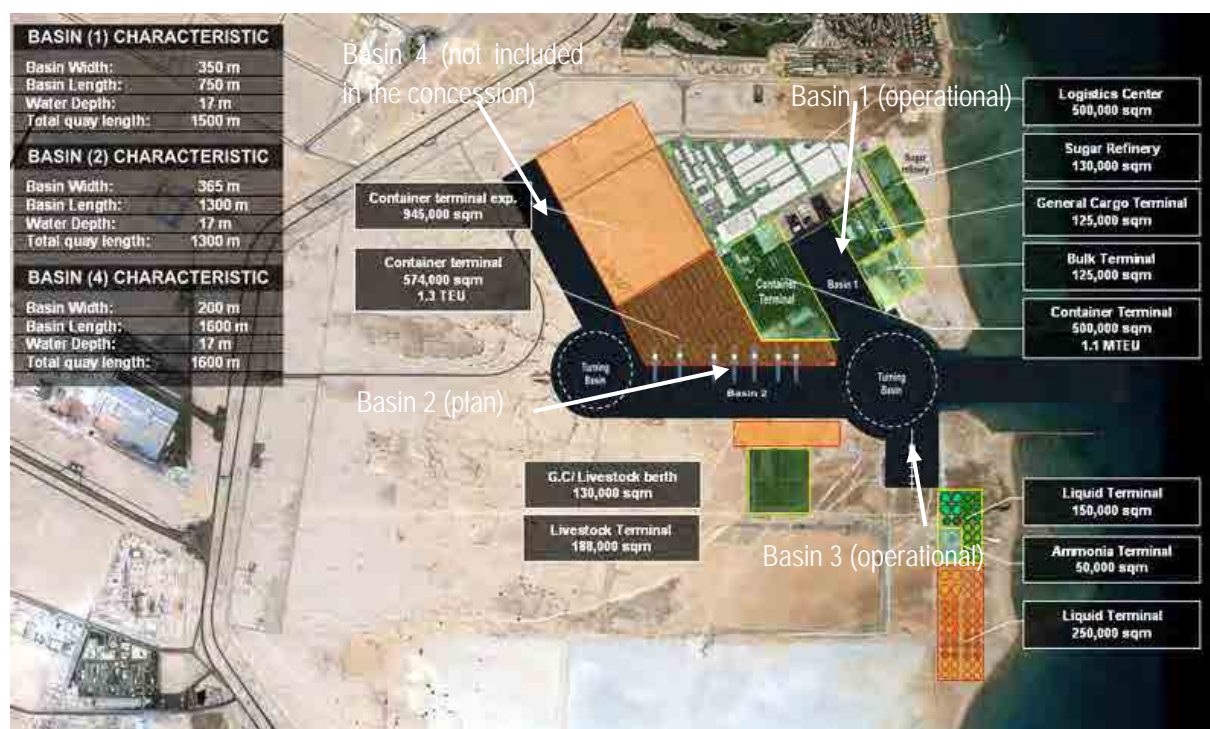 BASIN (1) CHARACTERISTIC
Basin Width: 350 m
Basin Length: 750 m
Water Depth: 17 m
Total quay length: 1500 m
BASIN (2) CHARACTERISTIC
Basin Width: 365 m
Basin Length: 1300 m
Water Depth: 17 m
Total quay length: 1300 m
BASIN (4) CHARACTERISTIC
Basin Width: 200 m
Basin Length: 1600 m
Water Depth: 17 m
Total quay length: 1600 m
Basin 4 (not included
in the concession)
Basin 1 (operational)
Container terminal exp.
945,000 sqm
Container terminal
574,000 sqm
1.3 TEU
Sugar
refinery
Container
Terminal
Basin 1
Turning
Basin
Basin 2
Turning
Basin
Basin 2 (plan)
G.C/ Livestock berth
130,000 sqm
Livestock Terminal
188,000 sqm
Basin 3 (operational)
Logistics Center
500,000 sqm
Sugar Refinery
130,000 sqm
General Cargo Terminal
125,000 sqm
Bulk Terminal
125,000 sqm
Container Terminal
500,000 sqm
1.1 MTEU
Liquid Terminal
150,000 sqm
Ammonia Terminal
50,000 sqm
Liquid Terminal
250,000 sqm